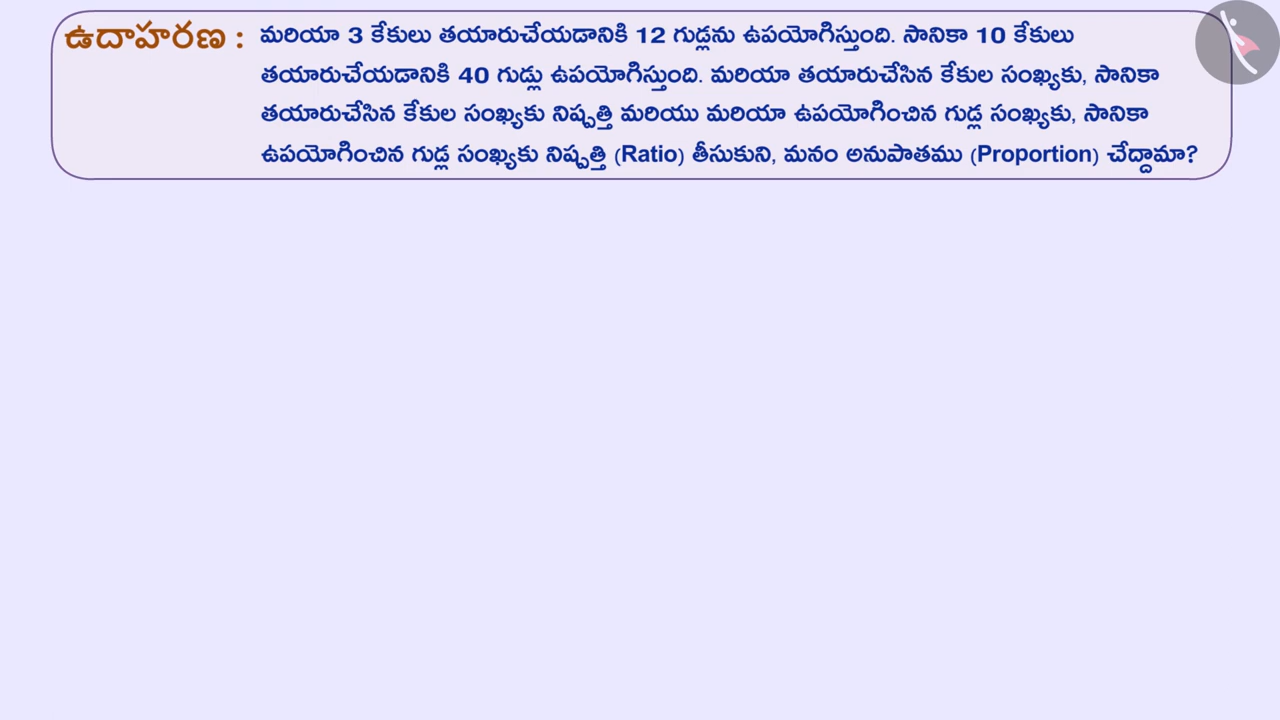 ఉదాహరణ : మరియా 3 కేకులు తయారుచేయడానికి 12 గుడ్లను ఉపయోగిస్తుంది. సానికా 10 కేకులు
తయారుచేయడానికి 40 గుడ్లు ఉపయోగిస్తుంది. మరియా తయారుచేసిన కేకుల సంఖ్యకు, సానికా
తయారుచేసిన కేకుల సంఖ్యకు నిష్పత్తి మరియు మరియా ఉపయోగించిన గుడ్ల సంఖ్యకు, సానికా
ఉపయోగించిన గుడ్ల సంఖ్యకు నిష్పత్తి (Ratio) తీసుకుని, మనం అనుపాతము (Proportion) చేద్దామా?